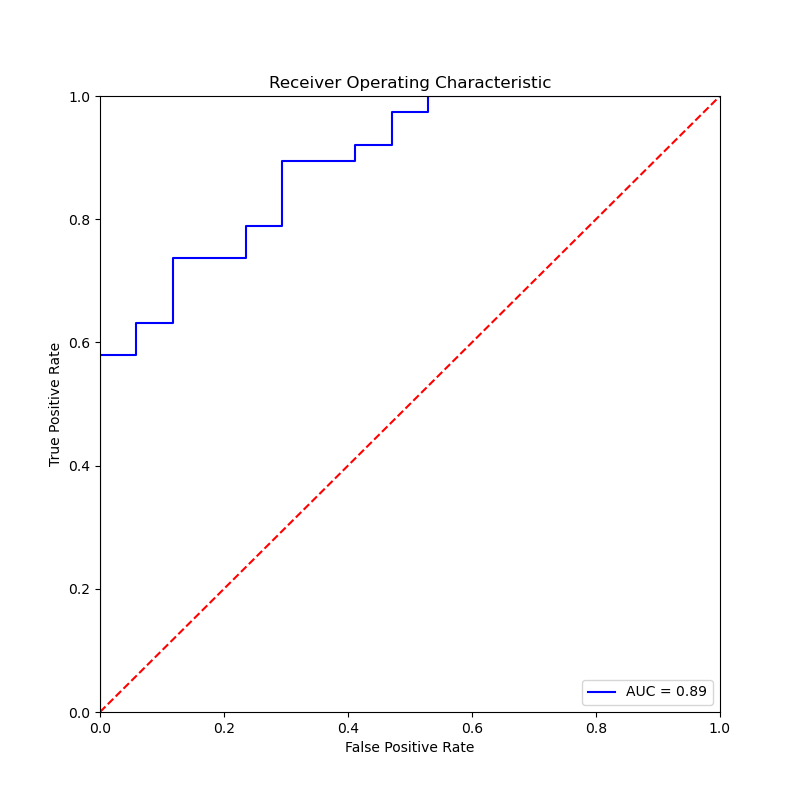 Receiver Operating Characteristic
1.0
0.8
0.6
0.4
0.2
0.0
True Positive Rate
AUC = 0.89
0.0 0.2 0.4 0.6 0.8 1.0
False Positive Rate